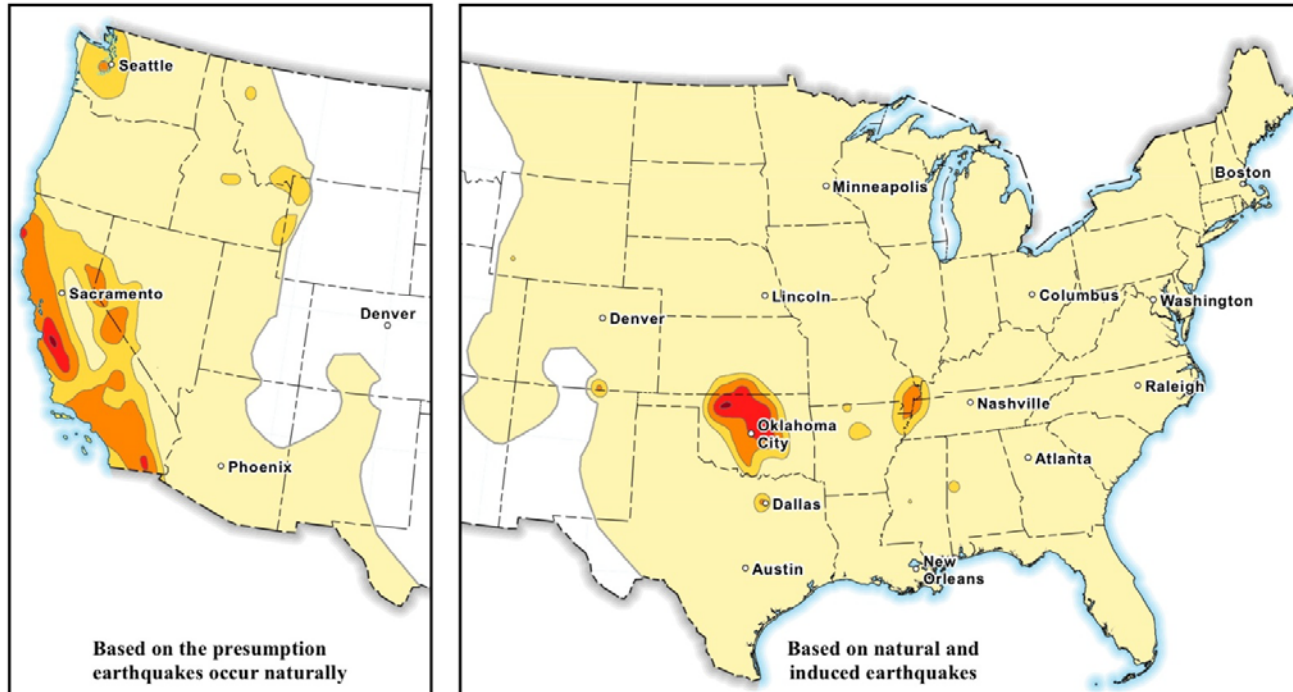 Seattle
Sacramento
Denver
Phoenix
Based on the presumption
earthquakes occur naturally
Minneapolis
Boston
Lincoln
Columbus
Washington
Denver
Raleigh
Nashville
Oklahoma
City
Atlanta
Dallas
Austin
New
Orleans
Based on natural and
induced earthquakes